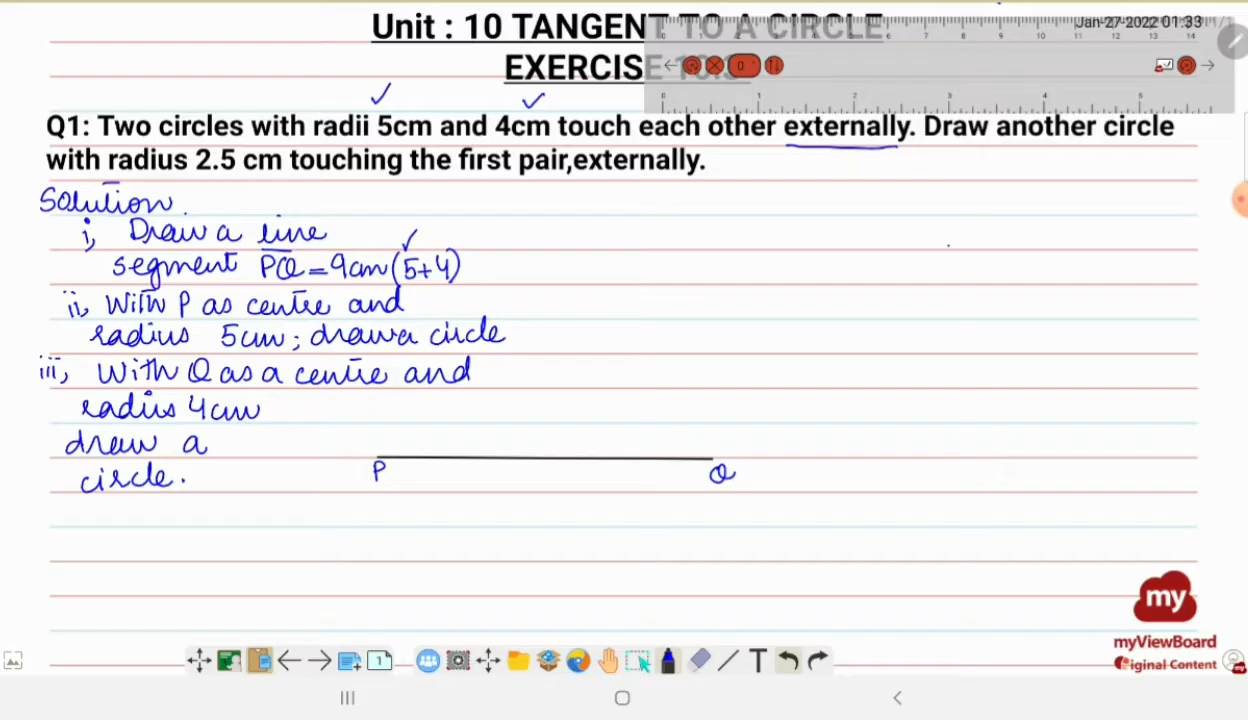 Unit : 10 TANGENT TO A CIRCLE
Jan-27-2022 01:33
EXERCISE
Q1: Two circles with radii 5cm and 4cm touch each other externally. Draw another circle
with radius 2.5 cm touching the first pair,externally.
Solution.
i, Draw a line
segment PQ=9cm(5+4)
ii, With P as centre and
radius 5cm; draw a circle
iii, With Q as a centre and
radius 4cm
draw a
circle.
P Q
my
myViewBoard
Original Content